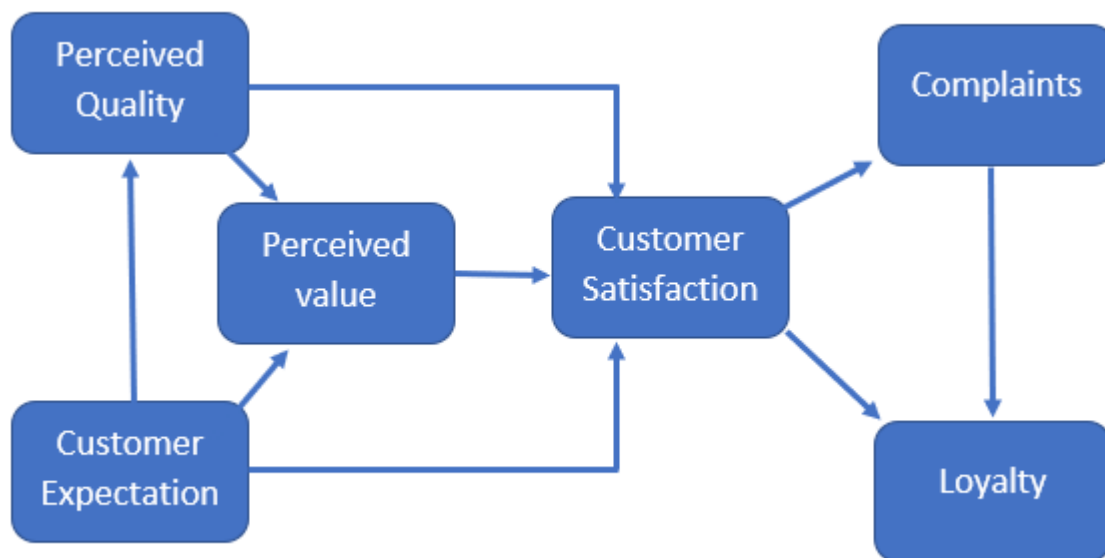 Perceived
Quality
Complaints
Perceived
value
Customer
Satisfaction
Customer
Expectation
Loyalty